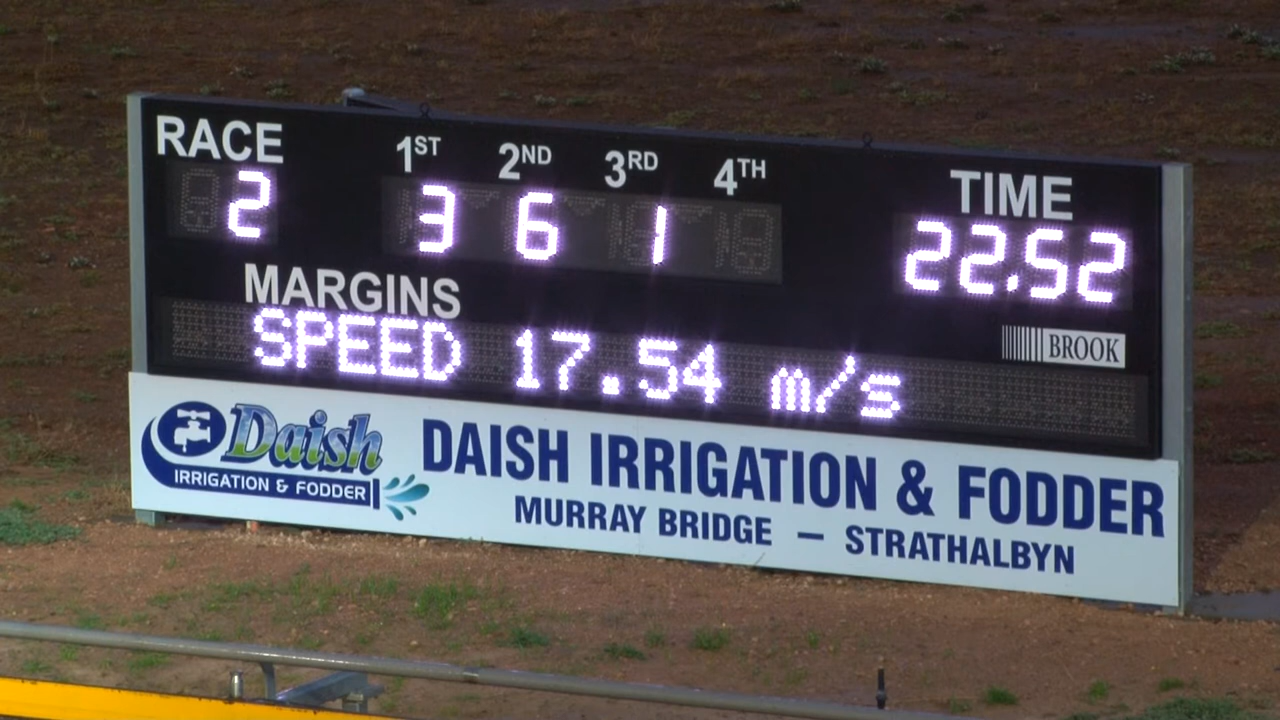 RACE 1ST 2ND 3RD 4TH TIME
2 3 6 1 22.52
MARGINS
SPEED 17.54 m/s
BROOK
Daish
IRRIGATION & FODDER
DAISH IRRIGATION & FODDER
MURRAY BRIDGE – STRATHALBYN